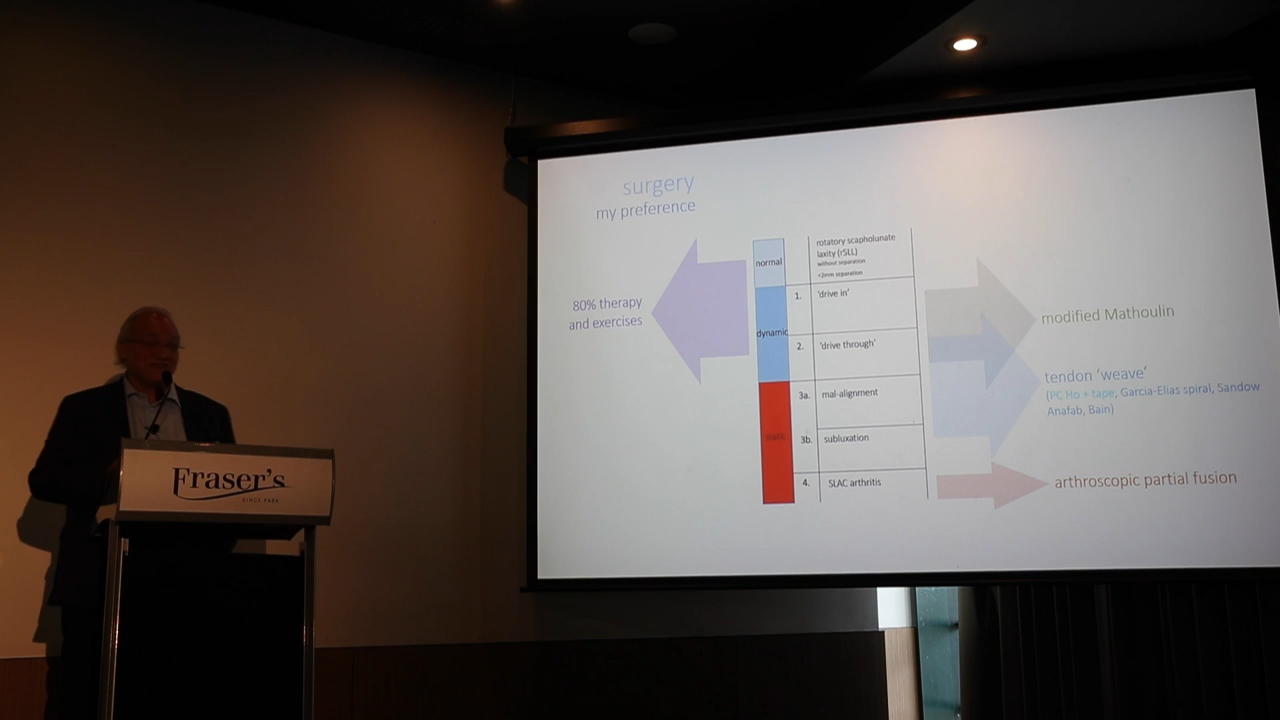 Fraser's
KINGS PARK
surgery
my preference
80% therapy
and exercises
normal
dynamic
static
rotatory scapholunate
laxity (rSLL)
without separation
<2mm separation
1. 'drive in'
2. 'drive through'
3a. mal-alignment
3b. subluxation
4. SLAC arthritis
modified Mathoulin
tendon 'weave'
(PC Ho + tape, Garcia-Elias spiral, Sandow
Anafab, Bain)
arthroscopic partial fusion